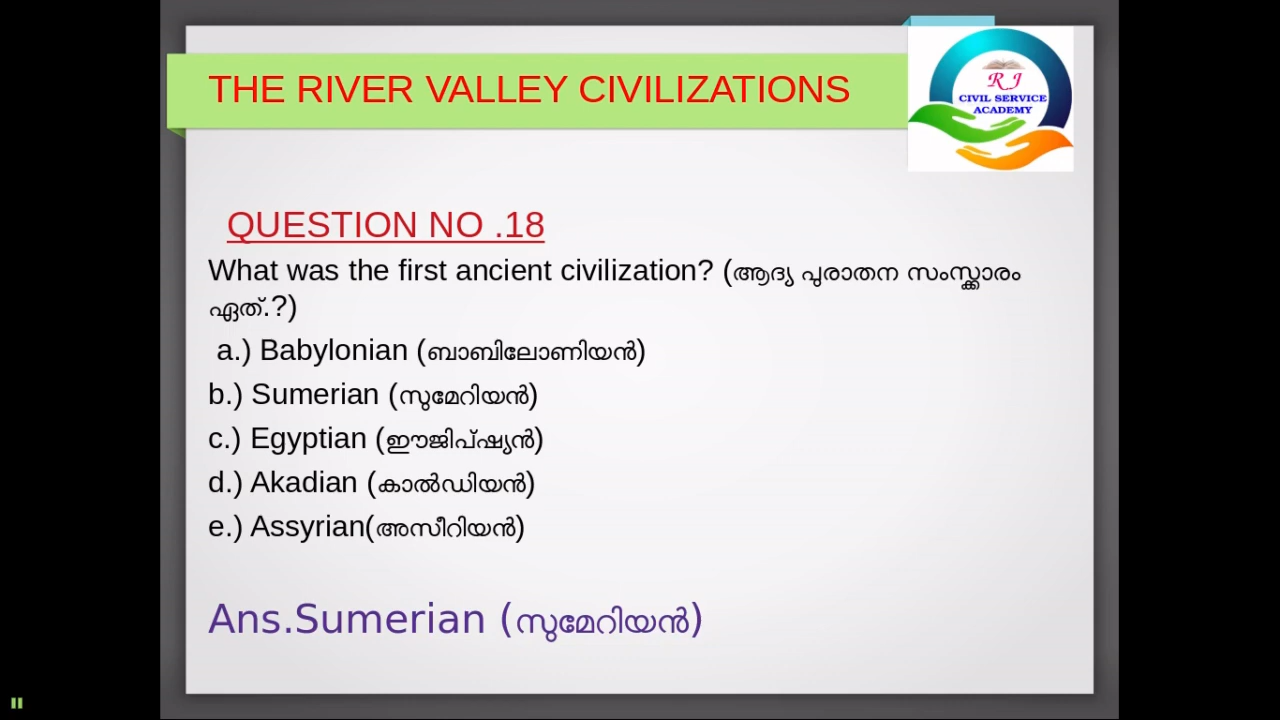 THE RIVER VALLEY CIVILIZATIONS
R J
CIVIL SERVICE
ACADEMY
QUESTION NO .18
What was the first ancient civilization? (ആദ്യ പുരാതന സംസ്ക്കാരം
ഏത്.?)
a.) Babylonian (ബാബിലോണിയൻ)
b.) Sumerian (സുമേറിയൻ)
c.) Egyptian (ഈജിപ്ഷ്യൻ)
d.) Akadian (കാൽഡിയൻ)
e.) Assyrian(അസീറിയൻ)
Ans.Sumerian (സുമേറിയൻ)